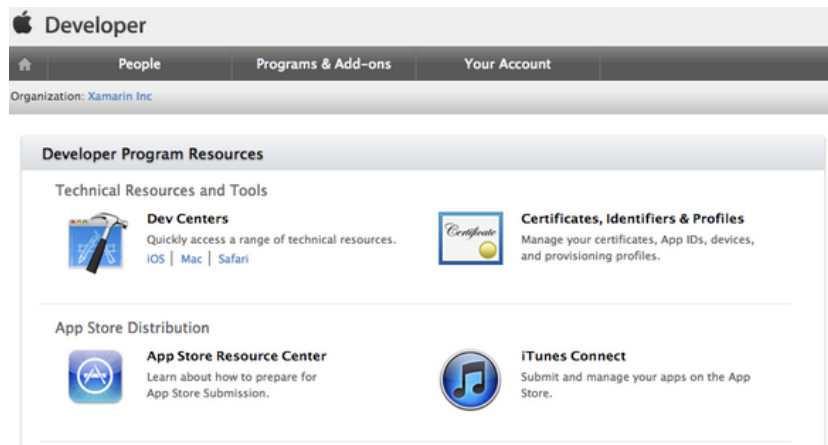 Developer
People Programs & Add-ons Your Account
Organization: Xamarin Inc
Developer Program Resources
Technical Resources and Tools
Dev Centers
Quickly access a range of technical resources.
iOS | Mac | Safari
Certificate
Certificates, Identifiers & Profiles
Manage your certificates, App IDs, devices,
and provisioning profiles.
App Store Distribution
App Store Resource Center
Learn about how to prepare for
App Store Submission.
iTunes Connect
Submit and manage your apps on the App
Store.